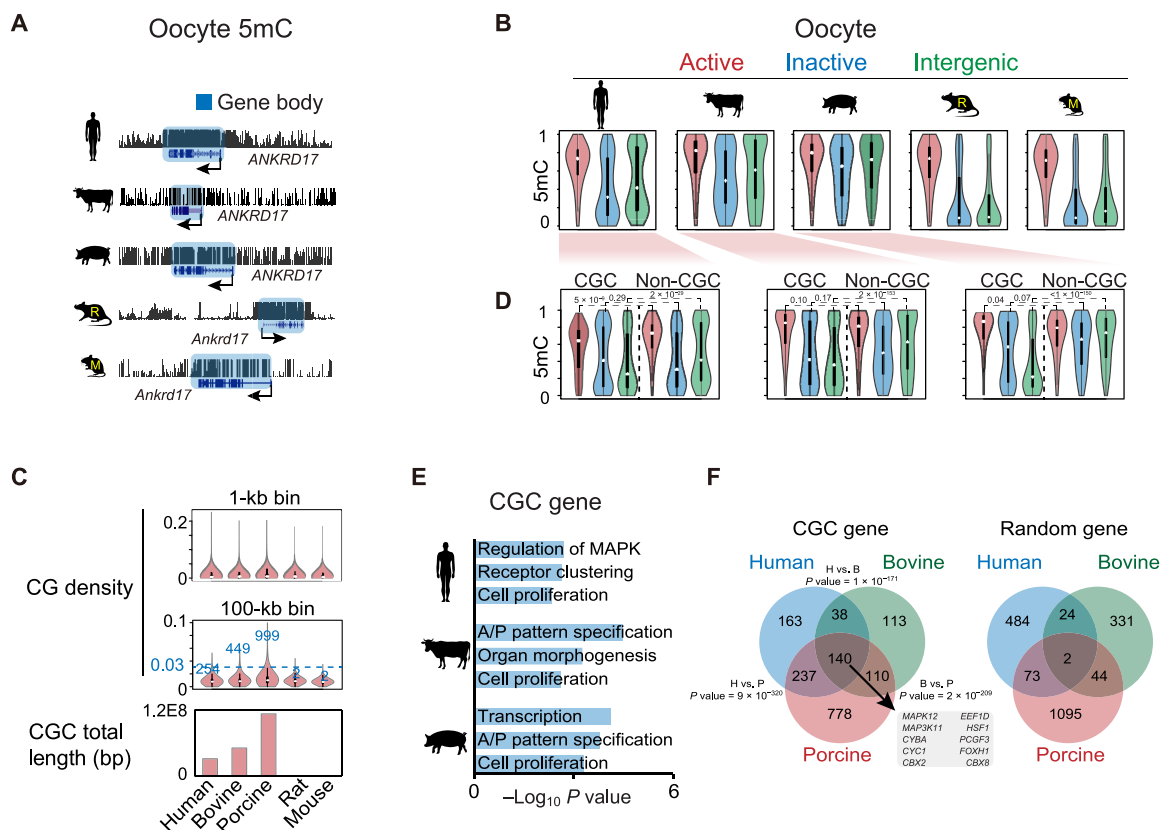 A
Oocyte 5mC
Gene body
ANKRD17
ANKRD17
ANKRD17
R
Ankrd17
M
Ankrd17
B
Oocyte
Active
Inactive
Intergenic
R
M
1
5mC
0
CGC
Non-CGC
CGC
Non-CGC
CGC
Non-CGC
D
0.29
0.10
0.17
2 × 10⁻¹⁵³
0.04
0.07
<1 × 10⁻¹⁵⁰
1
5mC
0
C
1-kb bin
0.2
0
CG density
100-kb bin
0.1
0.03
0
254
449
999
2
CGC total
length (bp)
1.2E8
0
Human
Bovine
Porcine
Rat
Mouse
E
CGC gene
Regulation of MAPK
Receptor clustering
Cell proliferation
A/P pattern specification
Organ morphogenesis
Cell proliferation
Transcription
A/P pattern specification
Cell proliferation
0
6
−Log₁₀ P value
F
CGC gene
Human
Bovine
H vs. B
P value = 1 × 10⁻¹⁷¹
163
38
113
140
237
110
H vs. P
P value = 9 × 10⁻³²⁰
B vs. P
P value = 2 × 10⁻²⁰⁹
778
Porcine
MAPK12 EEF1D
MAP3K11 HSF1
CYBA PCGF3
CYC1 FOXH1
CBX2 CBX8
Random gene
Human
Bovine
484
24
331
2
73
44
1095
Porcine